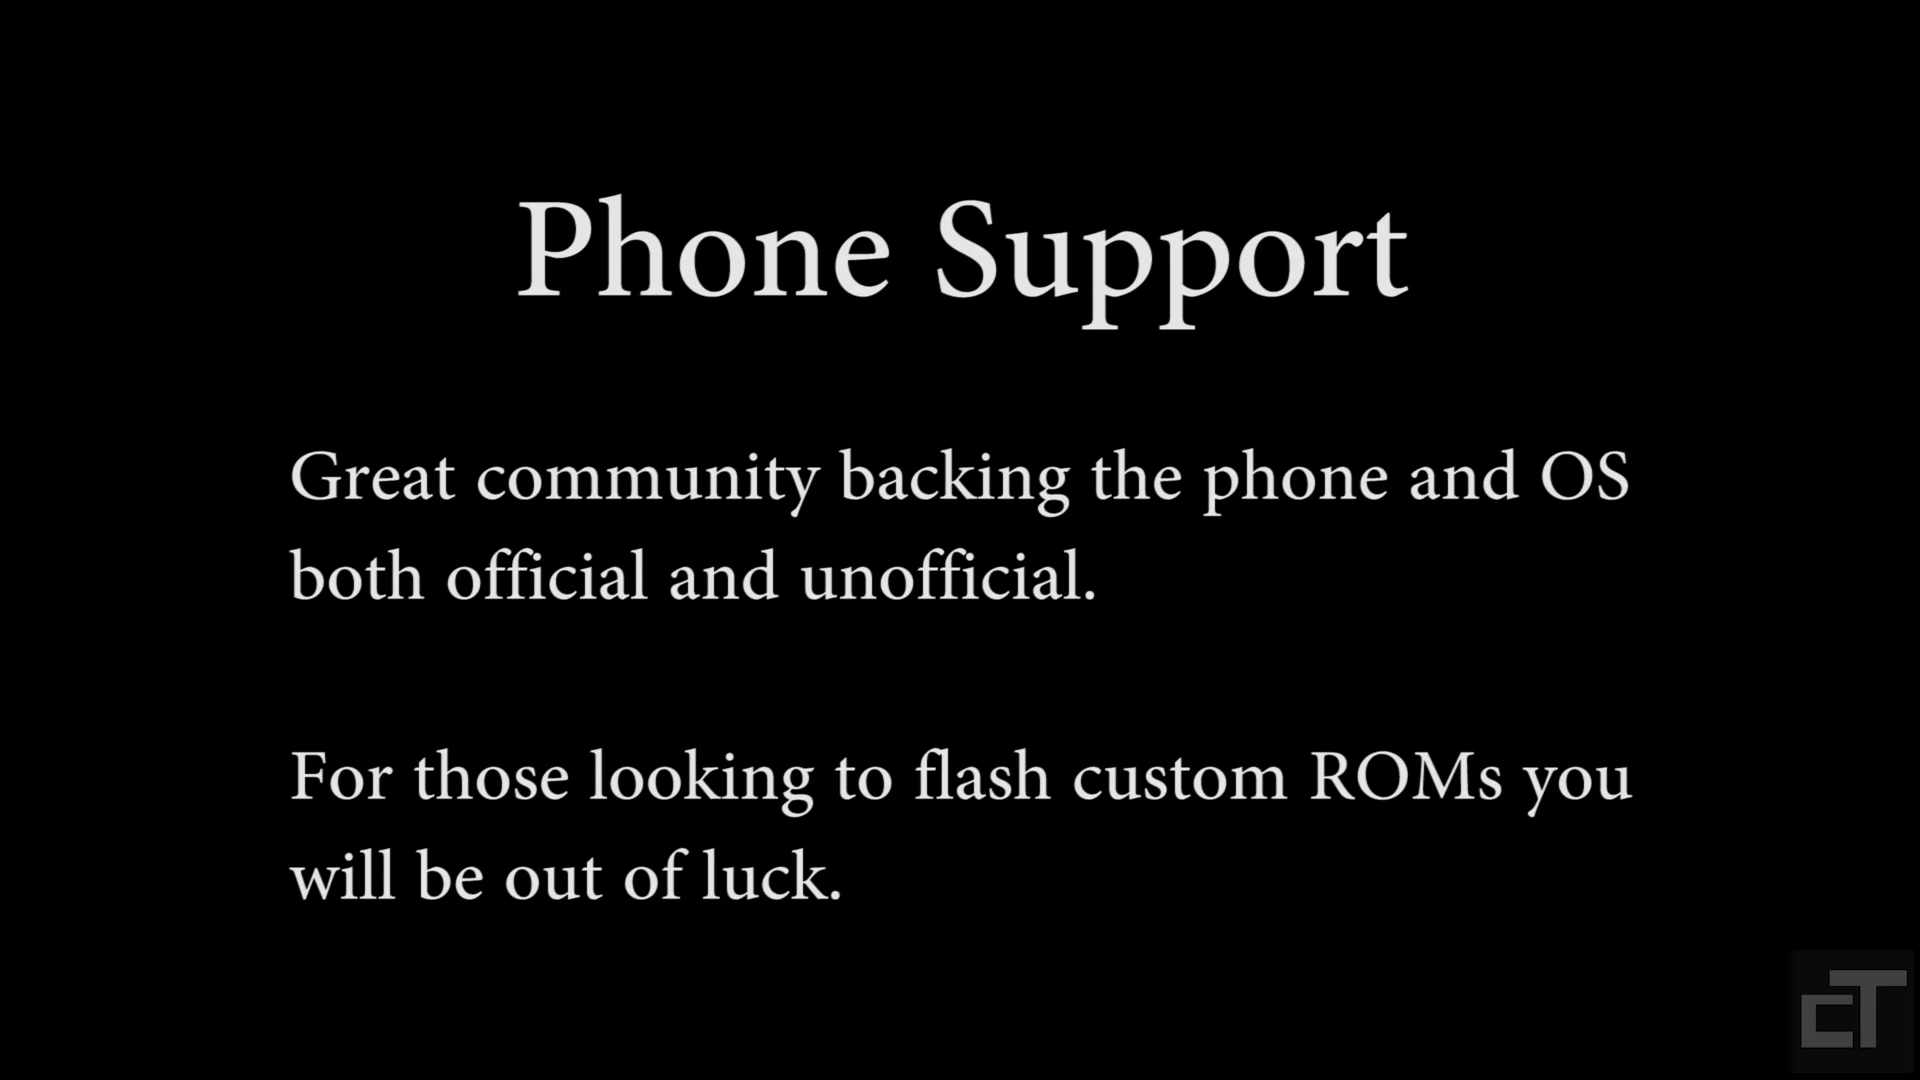 Phone Support
Great community backing the phone and OS
both official and unofficial.
For those looking to flash custom ROMs you
will be out of luck.
cT